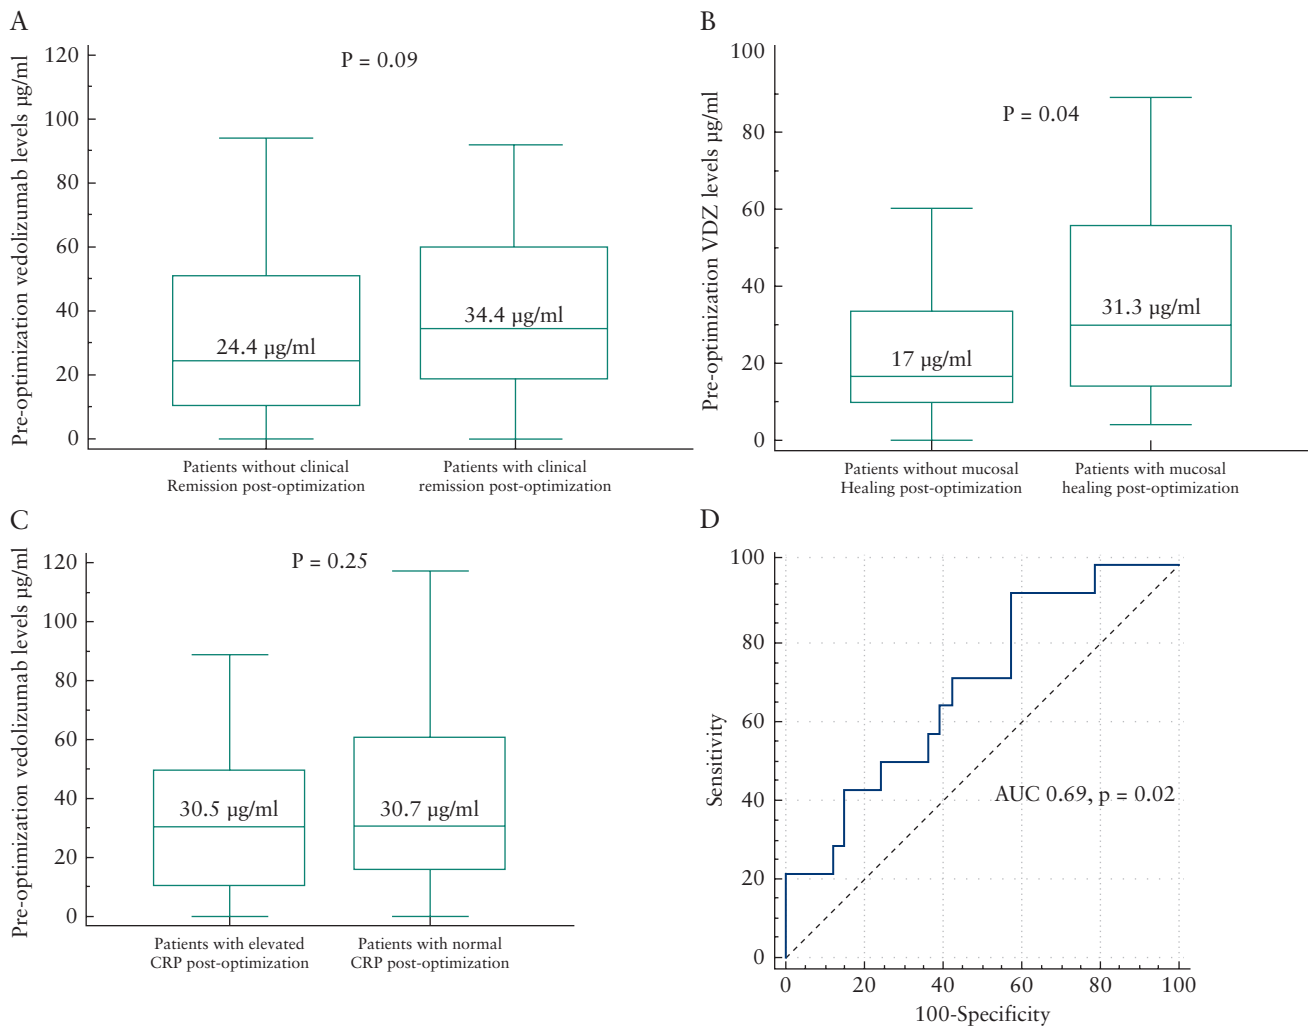 A
Pre-optimization vedolizumab levels µg/ml
120
100
80
60
40
20
0
P = 0.09
24.4 µg/ml
34.4 µg/ml
Patients without clinical
Remission post-optimization
Patients with clinical
remission post-optimization
B
Pre-optimization VDZ levels µg/ml
100
80
60
40
20
0
P = 0.04
17 µg/ml
31.3 µg/ml
Patients without mucosal
Healing post-optimization
Patients with mucosal
healing post-optimization
C
Pre-optimization vedolizumab levels µg/ml
120
100
80
60
40
20
0
P = 0.25
30.5 µg/ml
30.7 µg/ml
Patients with elevated
CRP post-optimization
Patients with normal
CRP post-optimization
D
Sensitivity
100
80
60
40
20
0
AUC 0.69, p = 0.02
0 20 40 60 80 100
100-Specificity